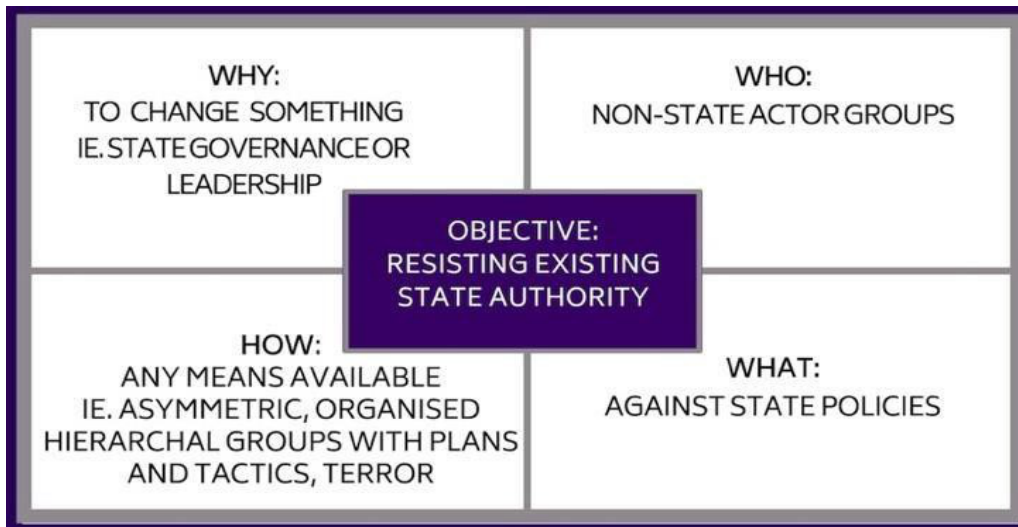 WHY:
TO CHANGE SOMETHING
IE. STATE GOVERNANCE OR
LEADERSHIP
WHO:
NON-STATE ACTOR GROUPS
OBJECTIVE:
RESISTING EXISTING
STATE AUTHORITY
HOW:
ANY MEANS AVAILABLE
IE. ASYMMETRIC, ORGANISED
HIERARCHAL GROUPS WITH PLANS
AND TACTICS, TERROR
WHAT:
AGAINST STATE POLICIES